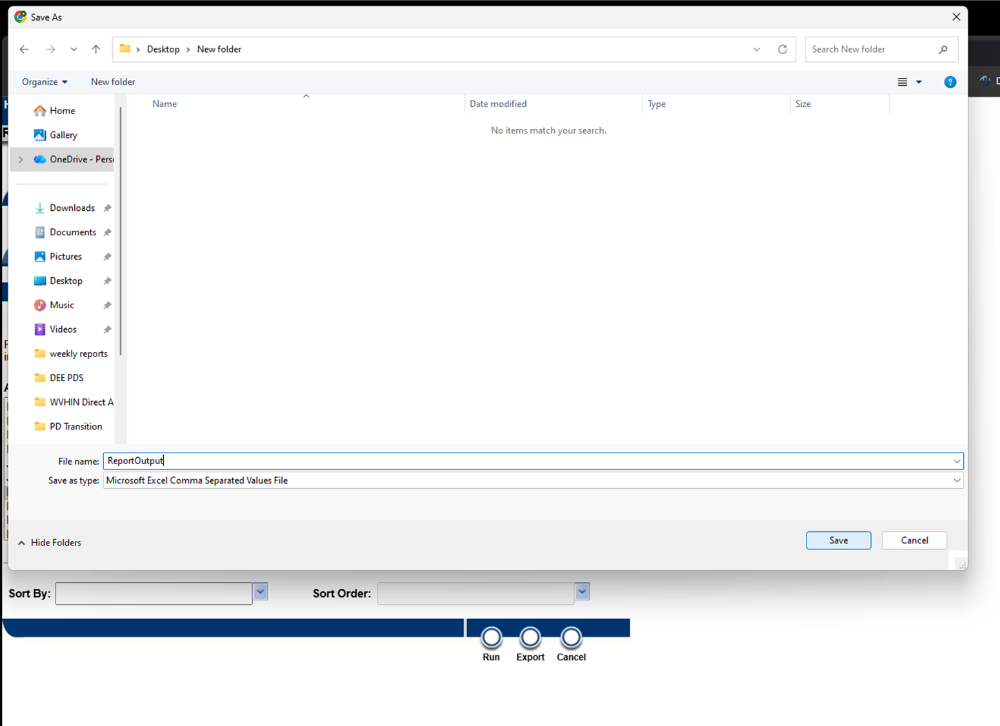 Save As
Desktop > New folder
Search New folder
Organize
New folder
Name
Date modified
Type
Size
No items match your search.
Home
Gallery
OneDrive - Pers
Downloads
Documents
Pictures
Desktop
Music
Videos
weekly reports
DEE PDS
WVHIN Direct A
PD Transition
File name: ReportOutput
Save as type: Microsoft Excel Comma Separated Values File
Hide Folders
Save
Cancel
Sort By:
Sort Order:
Run
Export
Cancel